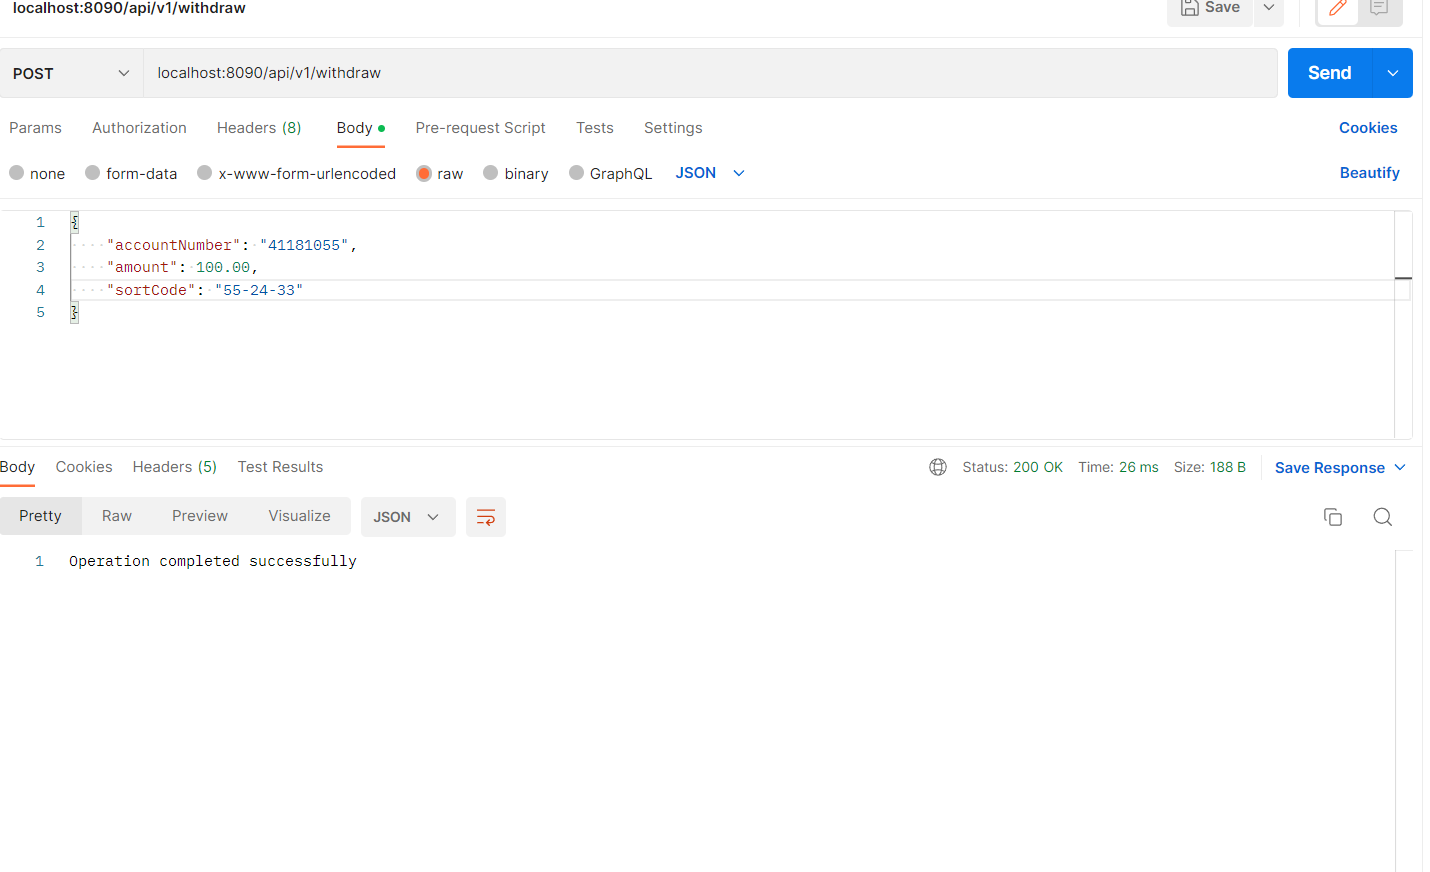 localhost:8090/api/v1/withdraw
Save
POST
localhost:8090/api/v1/withdraw
Send
Params Authorization Headers (8) Body Pre-request Script Tests Settings Cookies
none form-data x-www-form-urlencoded raw binary GraphQL JSON Beautify
1 {
2 "accountNumber": "41181055",
3 "amount": 100.00,
4 "sortCode": "55-24-33"
5 }
Body Cookies Headers (5) Test Results Status: 200 OK Time: 26 ms Size: 188 B Save Response
Pretty Raw Preview Visualize JSON
1 Operation completed successfully